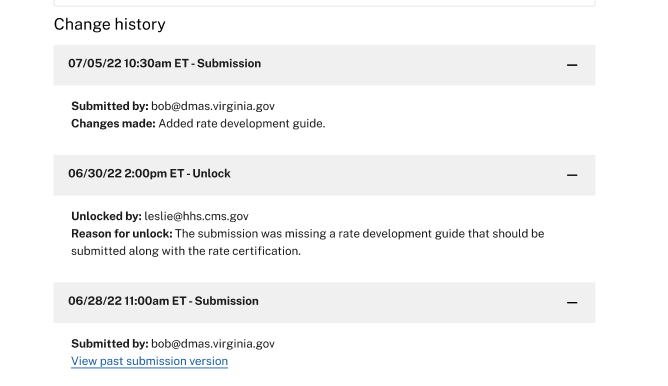 Change history
07/05/22 10:30am ET - Submission
Submitted by: bob@dmas.virginia.gov
Changes made: Added rate development guide.
06/30/22 2:00pm ET - Unlock
Unlocked by: leslie@hhs.cms.gov
Reason for unlock: The submission was missing a rate development guide that should be
submitted along with the rate certification.
06/28/22 11:00am ET - Submission
Submitted by: bob@dmas.virginia.gov
View past submission version